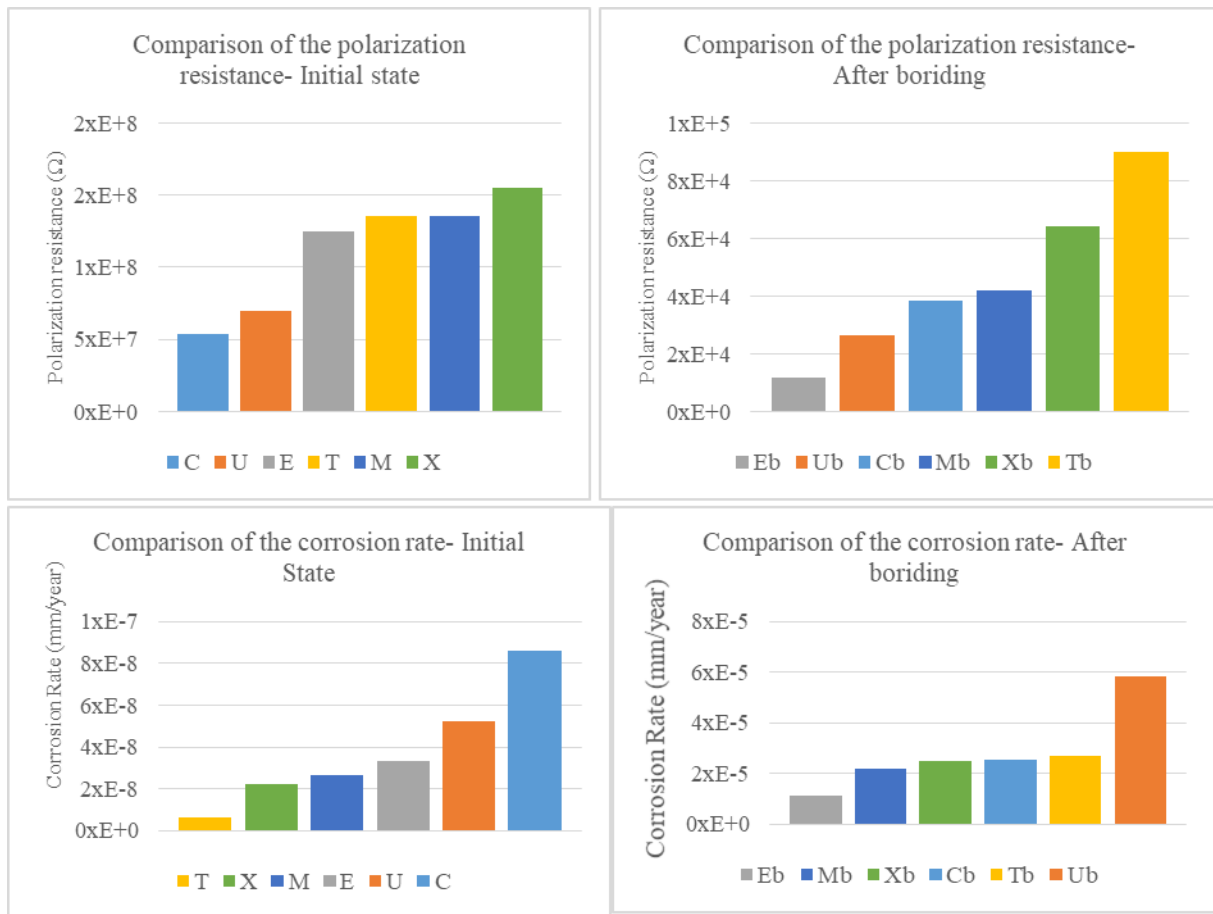 Comparison of the polarization
resistance- Initial state
Polarization resistance (Ω)
2xE+8
2xE+8
1xE+8
5xE+7
0xE+0
C U E T M X
Comparison of the polarization resistance-
After boriding
Polarization resistance (Ω)
1xE+5
8xE+4
6xE+4
4xE+4
2xE+4
0xE+0
Eb Ub Cb Mb Xb Tb
Comparison of the corrosion rate- Initial
State
Corrosion Rate (mm/year)
1xE-7
8xE-8
6xE-8
4xE-8
2xE-8
0xE+0
T X M E U C
Comparison of the corrosion rate- After
boriding
Corrosion Rate (mm/year)
8xE-5
6xE-5
4xE-5
2xE-5
0xE+0
Eb Mb Xb Cb Tb Ub